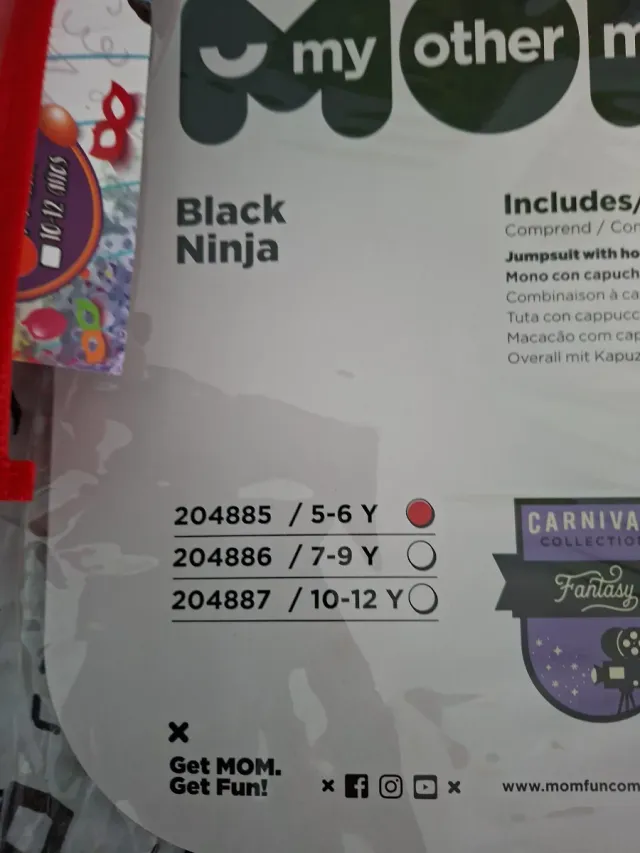 my other
10-12 años
Black
Ninja
Includes/
Comprend / Con
Jumpsuit with ho
Mono con capuch
Combinaison à ca
Tuta con cappucc
Macacão com cap
Overall mit Kapuz
204885 / 5-6 Y
204886 / 7-9 Y
204887 / 10-12 Y
CARNIVA
COLLECTION
Fantasy
Get MOM.
Get Fun!
www.momfuncom